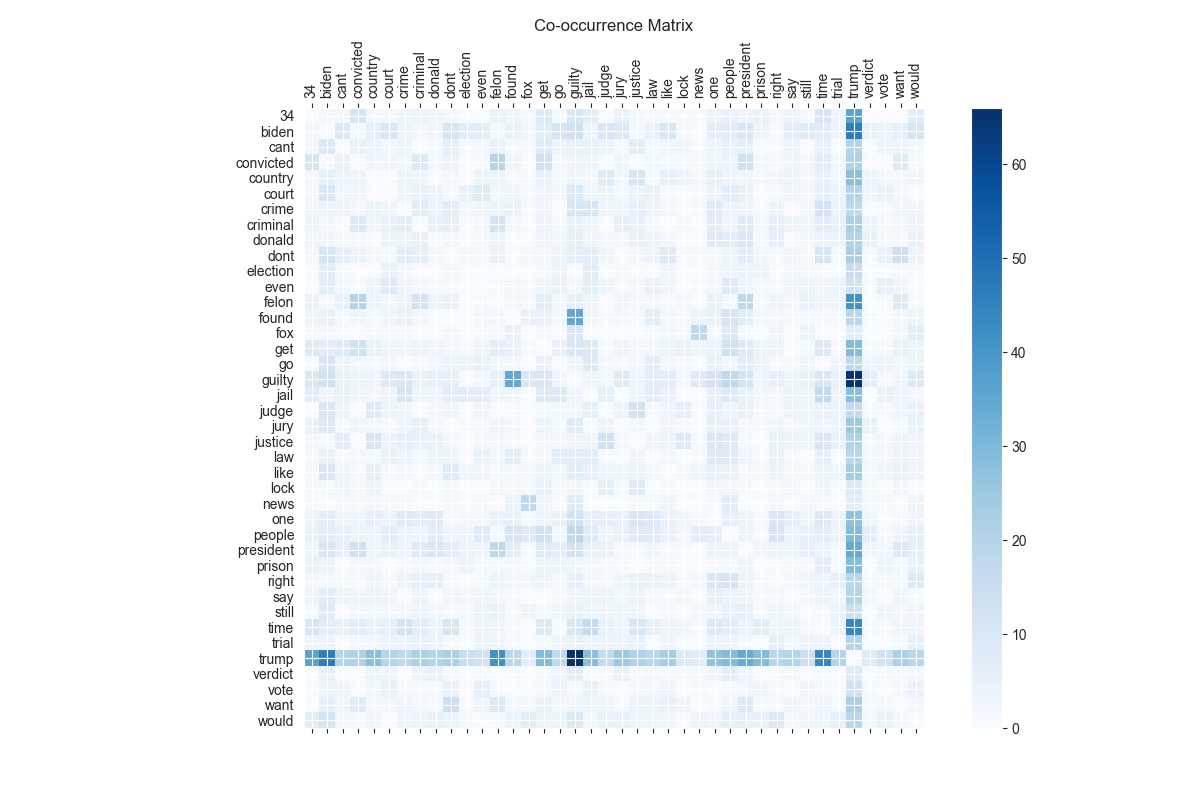 Co-occurrence Matrix
34 biden cant convicted country court crime criminal donald dont election even felon found fox get go guilty jail judge jury justice law like lock news one people president prison right say still time trial trump verdict vote want would
34
biden
cant
convicted
country
court
crime
criminal
donald
dont
election
even
felon
found
fox
get
go
guilty
jail
judge
jury
justice
law
like
lock
news
one
people
president
prison
right
say
still
time
trial
trump
verdict
vote
want
would
60
50
40
30
20
10
0